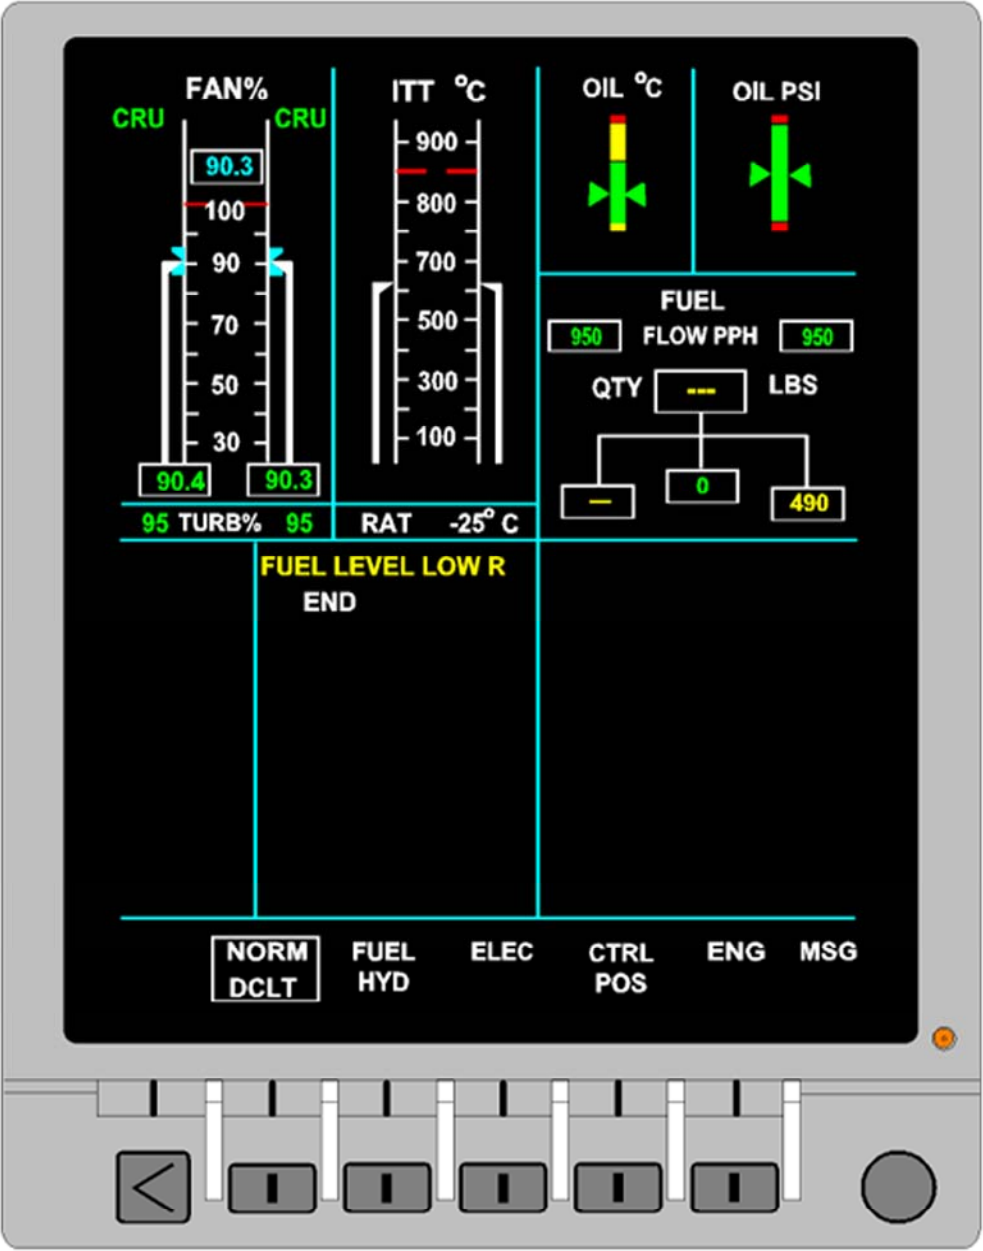 FAN%
CRU CRU
90.3
100
90
70
50
30
90.4 90.3
95 TURB% 95
ITT °C
900
800
700
500
300
100
RAT -25° C
OIL °C
OIL PSI
FUEL
950 FLOW PPH 950
QTY --- LBS
— 0 490
FUEL LEVEL LOW R
END
NORM
DCLT
FUEL
HYD
ELEC
CTRL
POS
ENG
MSG